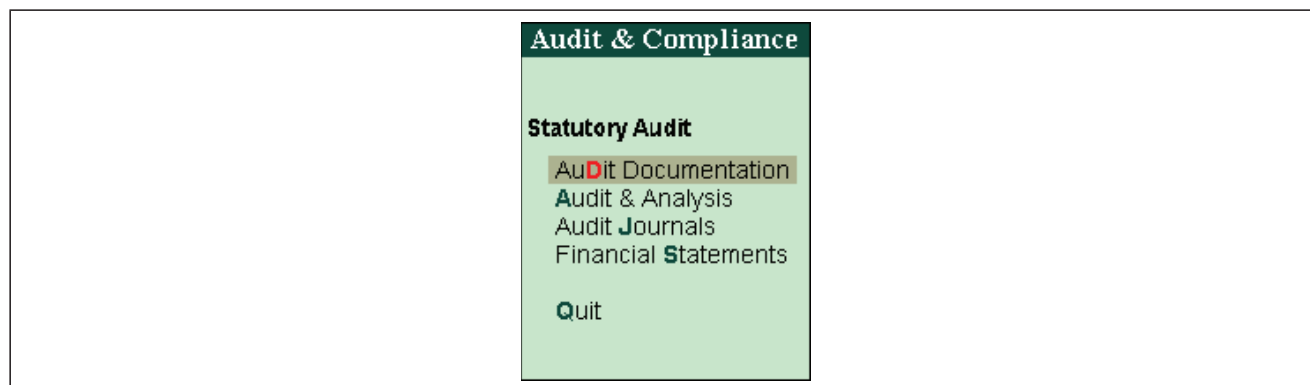 Audit & Compliance
Statutory Audit
AuDit Documentation
Audit & Analysis
Audit Journals
Financial Statements
Quit